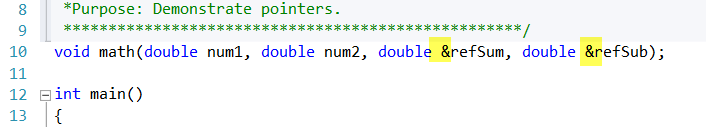 8 *Purpose: Demonstrate pointers.
9 ***************************************************/
10 void math(double num1, double num2, double &refSum, double &refSub);
11
12 int main()
13 {